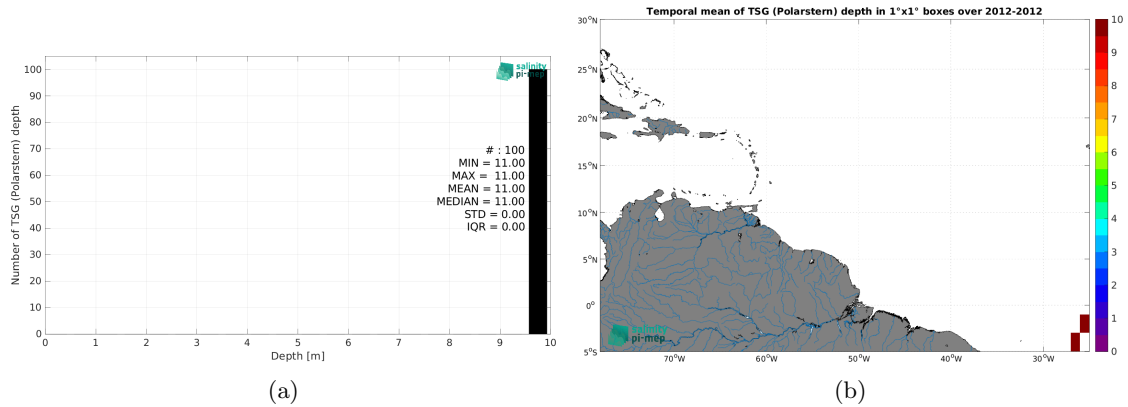 100
90
80
70
60
50
40
30
20
10
0
Number of TSG (Polarstern) depth
salinity
pi-mep
# : 100
MIN = 11.00
MAX = 11.00
MEAN = 11.00
MEDIAN = 11.00
STD = 0.00
IQR = 0.00
0 1 2 3 4 5 6 7 8 9 10
Depth [m]
(a)
Temporal mean of TSG (Polarstern) depth in 1°x1° boxes over 2012-2012
30°N
25°N
20°N
15°N
10°N
5°N
0°
5°S
salinity
pi-mep
70°W 60°W 50°W 40°W 30°W
10
9
8
7
6
5
4
3
2
1
0
(b)